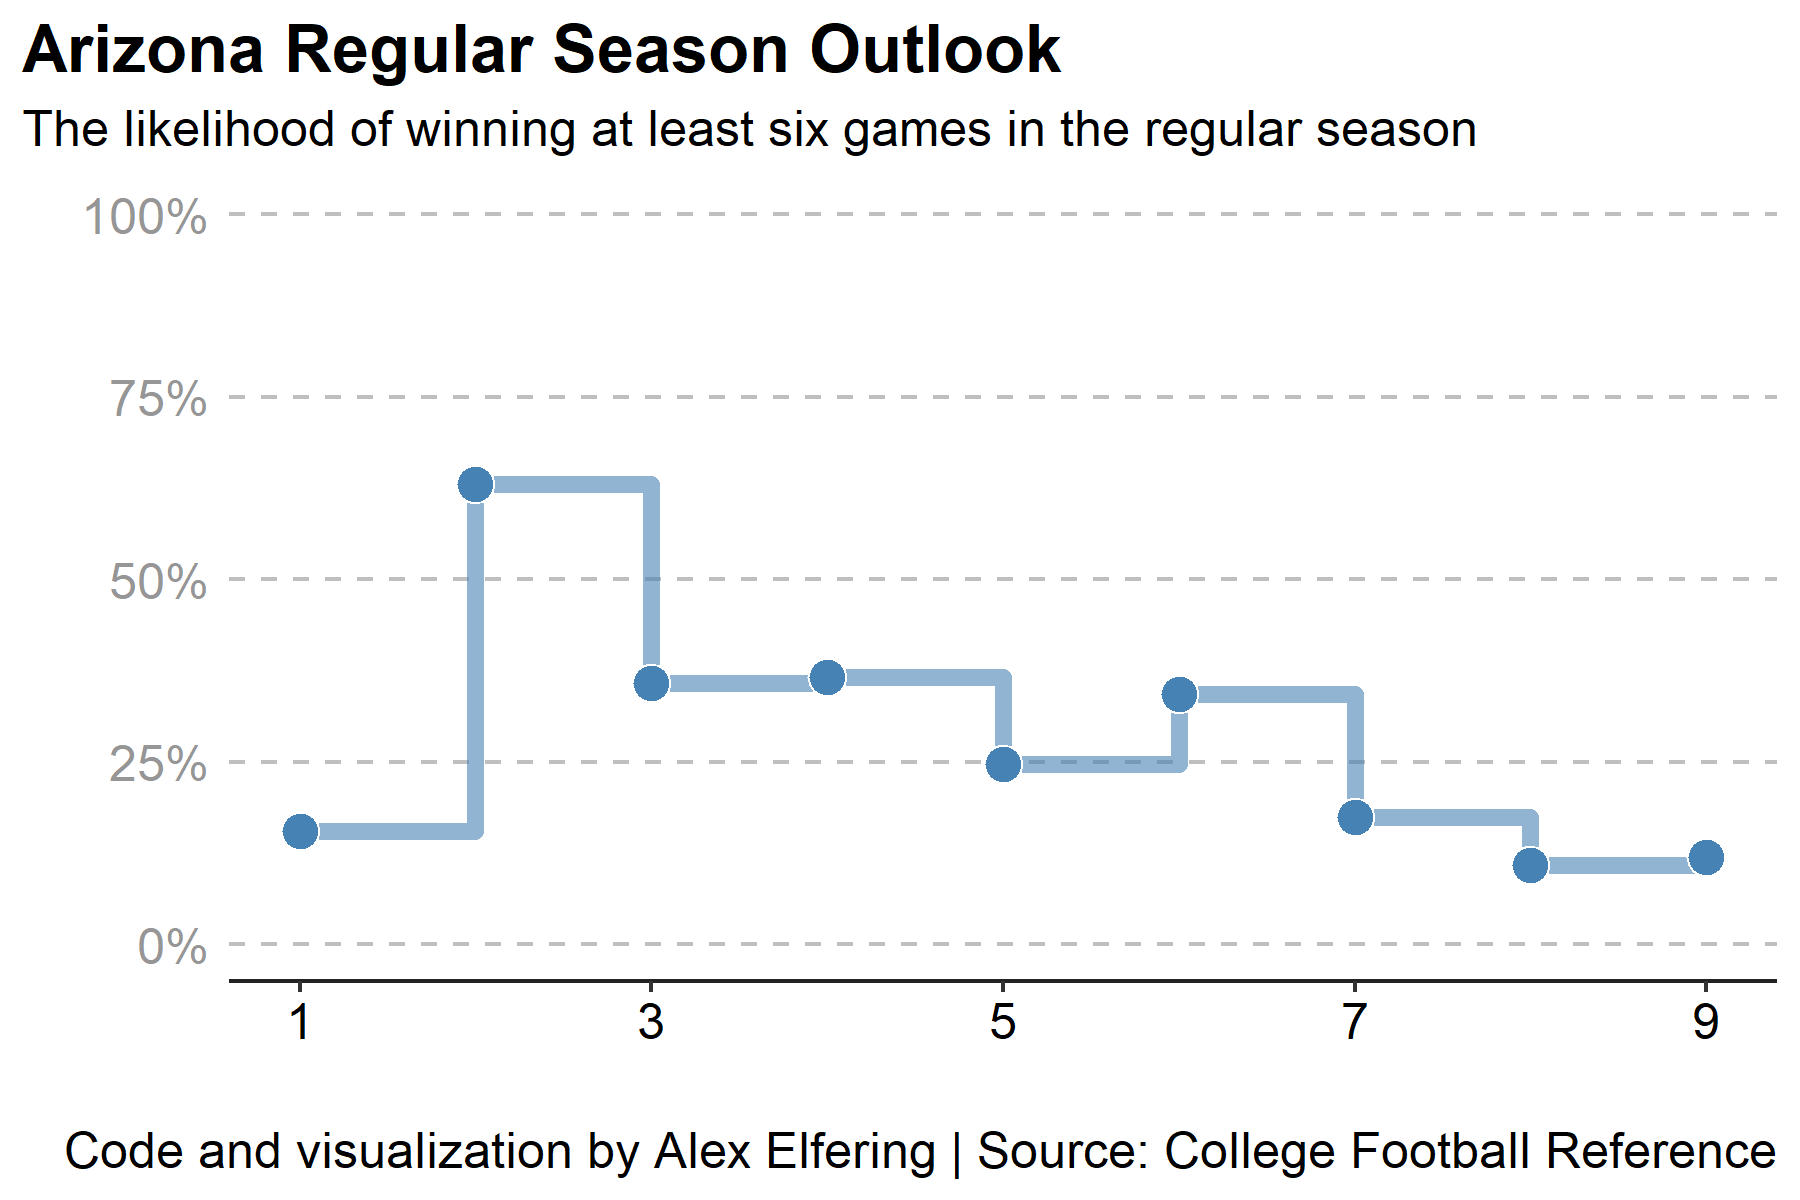 Arizona Regular Season Outlook
The likelihood of winning at least six games in the regular season
100%
75%
50%
25%
0%
1 3 5 7 9
Code and visualization by Alex Elfering | Source: College Football Reference